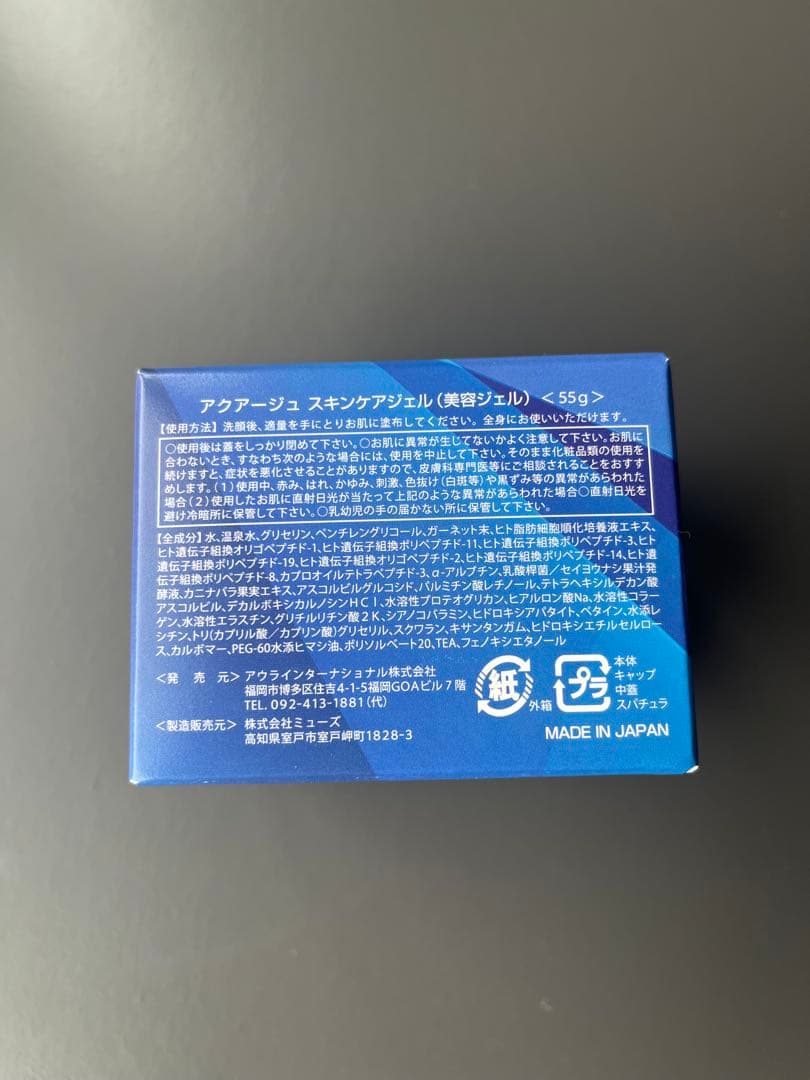 アクアージュ スキンケアジェル(美容ジェル) <55g>
【使用方法】洗顔後、適量を手にとりお肌に塗布してください。全身にお使いいただけます。
○使用後は蓋をしっかり閉めて下さい。○お肌に異常が生じてないかよく注意して下さい。お肌に
合わないとき、すなわち次のような場合には、使用を中止して下さい。そのまま化粧品類の使用を
続けますと、症状を悪化させることがありますので、皮膚科専門医等にご相談されることをおすす
めします。(1)使用中、赤み、はれ、かゆみ、刺激、色抜け(白斑等)や黒ずみ等の異常があらわれた
場合(2)使用したお肌に直射日光が当たって上記のような異常があらわれた場合○直射日光を
避け冷暗所に保管して下さい。○乳幼児の手の届かない所に保管して下さい。
【全成分】水、温泉水、グリセリン、ペンチレングリコール、ガーネット末、ヒト脂肪細胞順化培養液エキス、
ヒト遺伝子組換オリゴペプチド-1、ヒト遺伝子組換ポリペプチド-11、ヒト遺伝子組換ポリペプチド-3、ヒト
遺伝子組換ポリペプチド-19、ヒト遺伝子組換オリゴペプチド-2、ヒト遺伝子組換ポリペプチド-14、ヒト遺
伝子組換ポリペプチド-8、カプロオイルテトラペプチド-3、α-アルブチン、乳酸桿菌/セイヨウナシ果汁発
酵液、カニナバラ果実エキス、アスコルビルグルコシド、パルミチン酸レチノール、テトラヘキシルデカン酸
アスコルビル、デカルボキシカルノシンHCl、水溶性プロテオグリカン、ヒアルロン酸Na、水溶性コラー
ゲン、水溶性エラスチン、グリチルリチン酸2K、シアノコバラミン、ヒドロキシアパタイト、ベタイン、水添レ
シチン、トリ(カプリル酸/カプリン酸)グリセリル、スクワラン、キサンタンガム、ヒドロキシエチルセルロー
ス、カルボマー、PEG-60水添ヒマシ油、ポリソルベート20、TEA、フェノキシエタノール
<発 売 元> アウラインターナショナル株式会社
福岡市博多区住吉4-1-5福岡GOAビル7階
TEL. 092-413-1881(代)
<製造販売元> 株式会社ミューズ
高知県室戸市室戸岬町1828-3
紙 外箱
プラ
本体
キャップ
中蓋
スパチュラ
MADE IN JAPAN